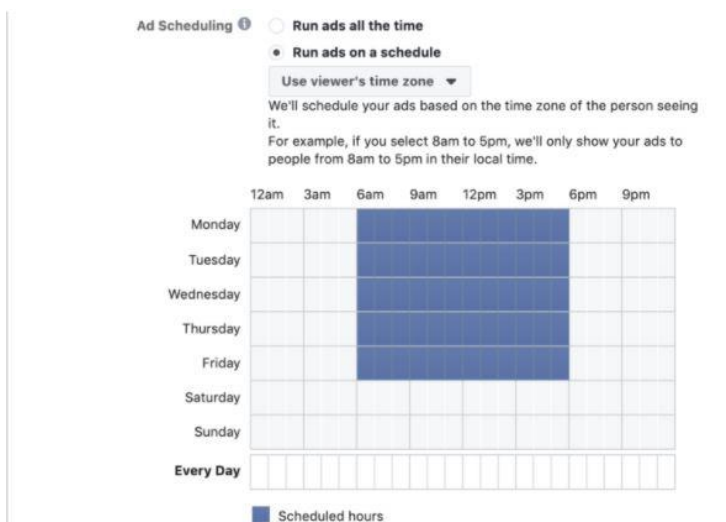 Ad Scheduling Run ads all the time
Run ads on a schedule
Use viewer's time zone
We'll schedule your ads based on the time zone of the person seeing
it.
For example, if you select 8am to 5pm, we'll only show your ads to
people from 8am to 5pm in their local time.
12am 3am 6am 9am 12pm 3pm 6pm 9pm
Monday
Tuesday
Wednesday
Thursday
Friday
Saturday
Sunday
Every Day
Scheduled hours